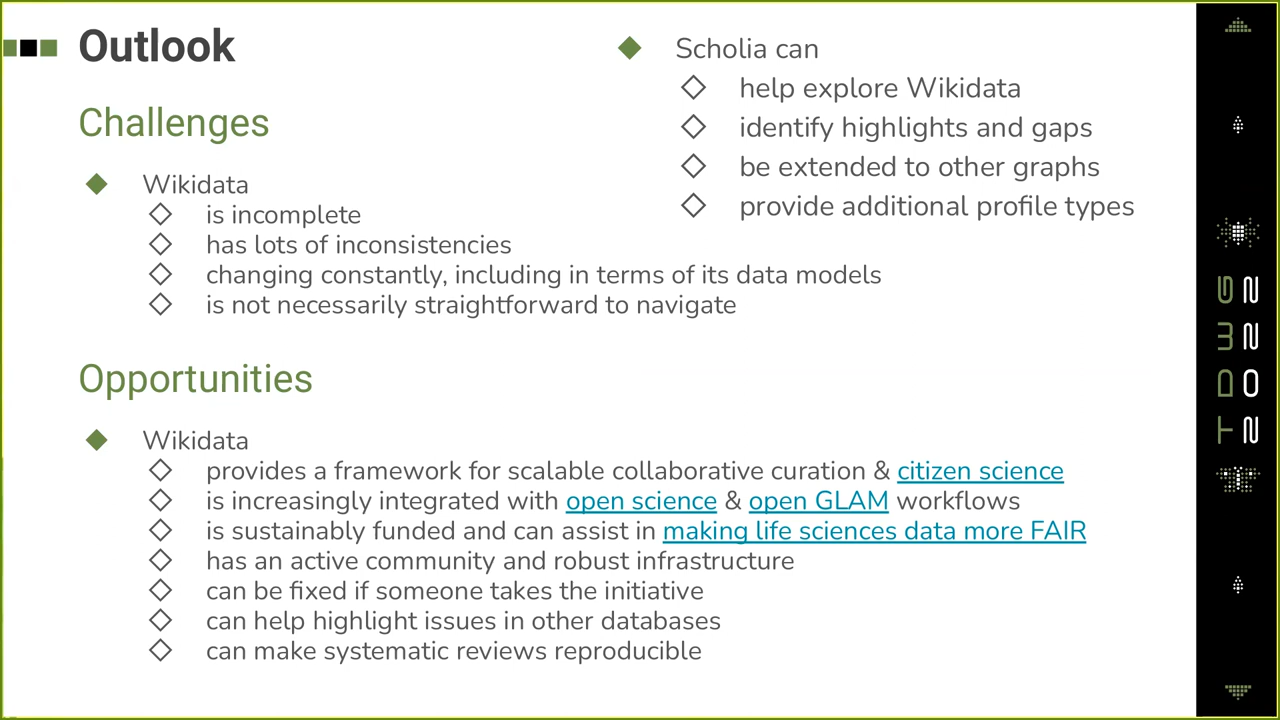 Outlook
Challenges
Wikidata
is incomplete
has lots of inconsistencies
changing constantly, including in terms of its data models
is not necessarily straightforward to navigate
Scholia can
help explore Wikidata
identify highlights and gaps
be extended to other graphs
provide additional profile types
Opportunities
Wikidata
provides a framework for scalable collaborative curation & citizen science
is increasingly integrated with open science & open GLAM workflows
is sustainably funded and can assist in making life sciences data more FAIR
has an active community and robust infrastructure
can be fixed if someone takes the initiative
can help highlight issues in other databases
can make systematic reviews reproducible
TDWG
2022